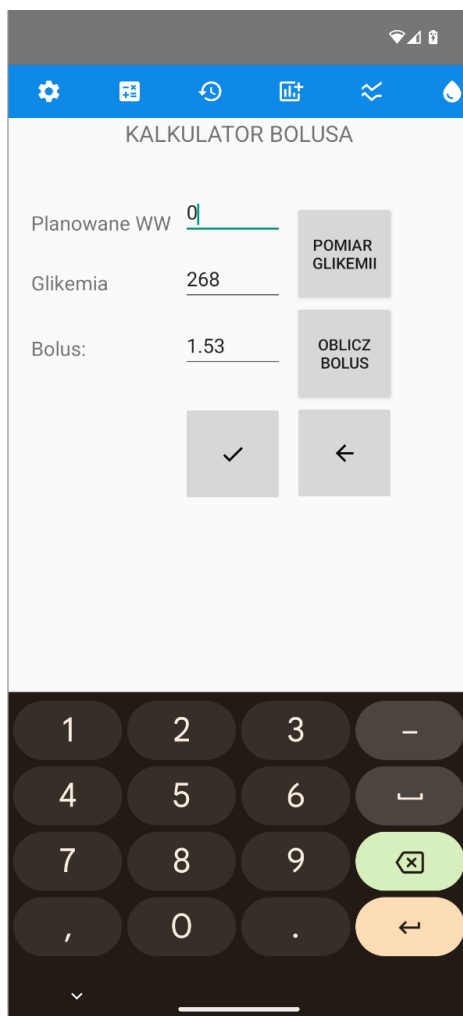 KALKULATOR BOLUSA
Planowane WW 0
POMIAR
GLIKEMII
Glikemia 268
Bolus: 1.53
OBLICZ
BOLUS
1 2 3 -
4 5 6
7 8 9
, 0 .